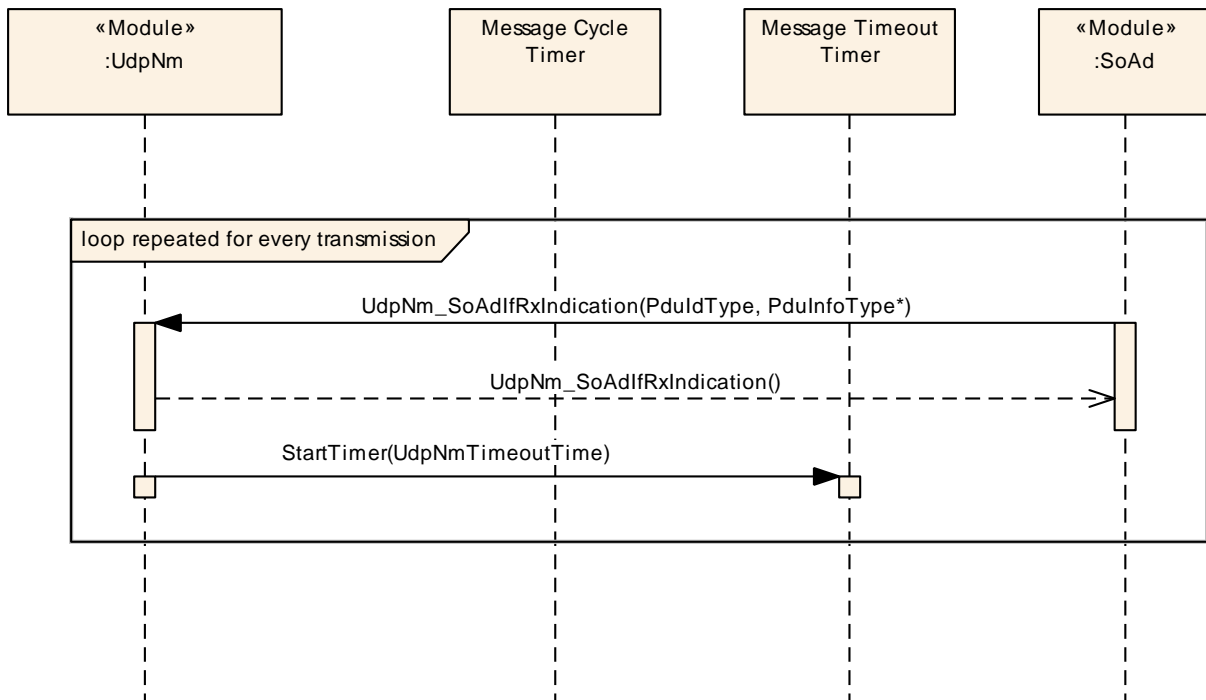 «Module»
:UdpNm
Message Cycle
Timer
Message Timeout
Timer
«Module»
:SoAd
loop repeated for every transmission
UdpNm_SoAdIfRxIndication(PduIdType, PduInfoType*)
UdpNm_SoAdIfRxIndication()
StartTimer(UdpNmTimeoutTime)